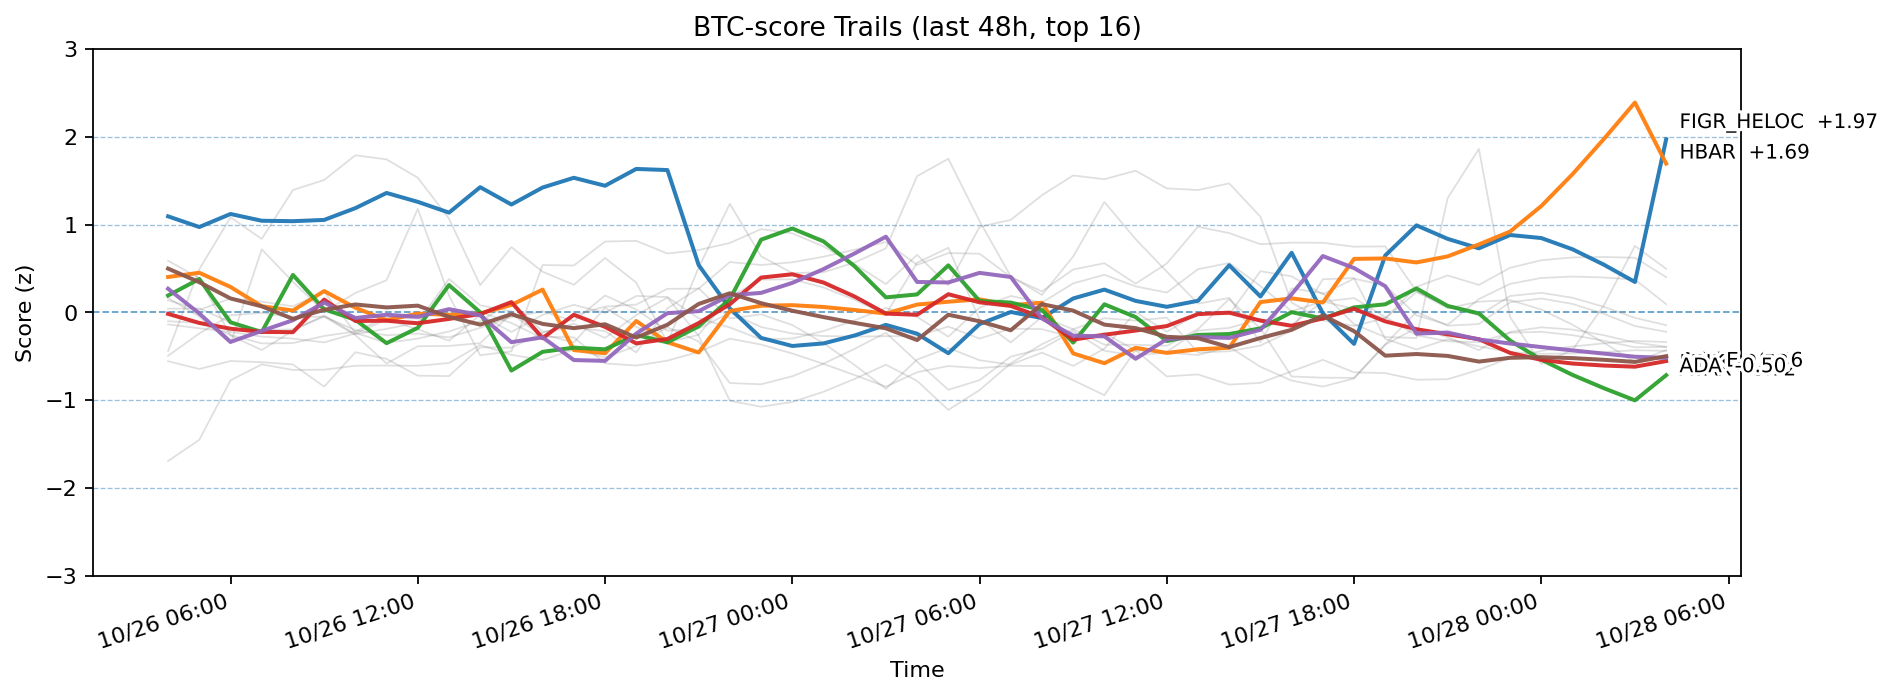 BTC-score Trails (last 48h, top 16)
Score (z)
3
2
1
0
−1
−2
−3
FIGR_HELOC +1.97
HBAR +1.69
ADA -0.50
10/26 06:00
10/26 12:00
10/26 18:00
10/27 00:00
10/27 06:00
10/27 12:00
10/27 18:00
10/28 00:00
10/28 06:00
Time